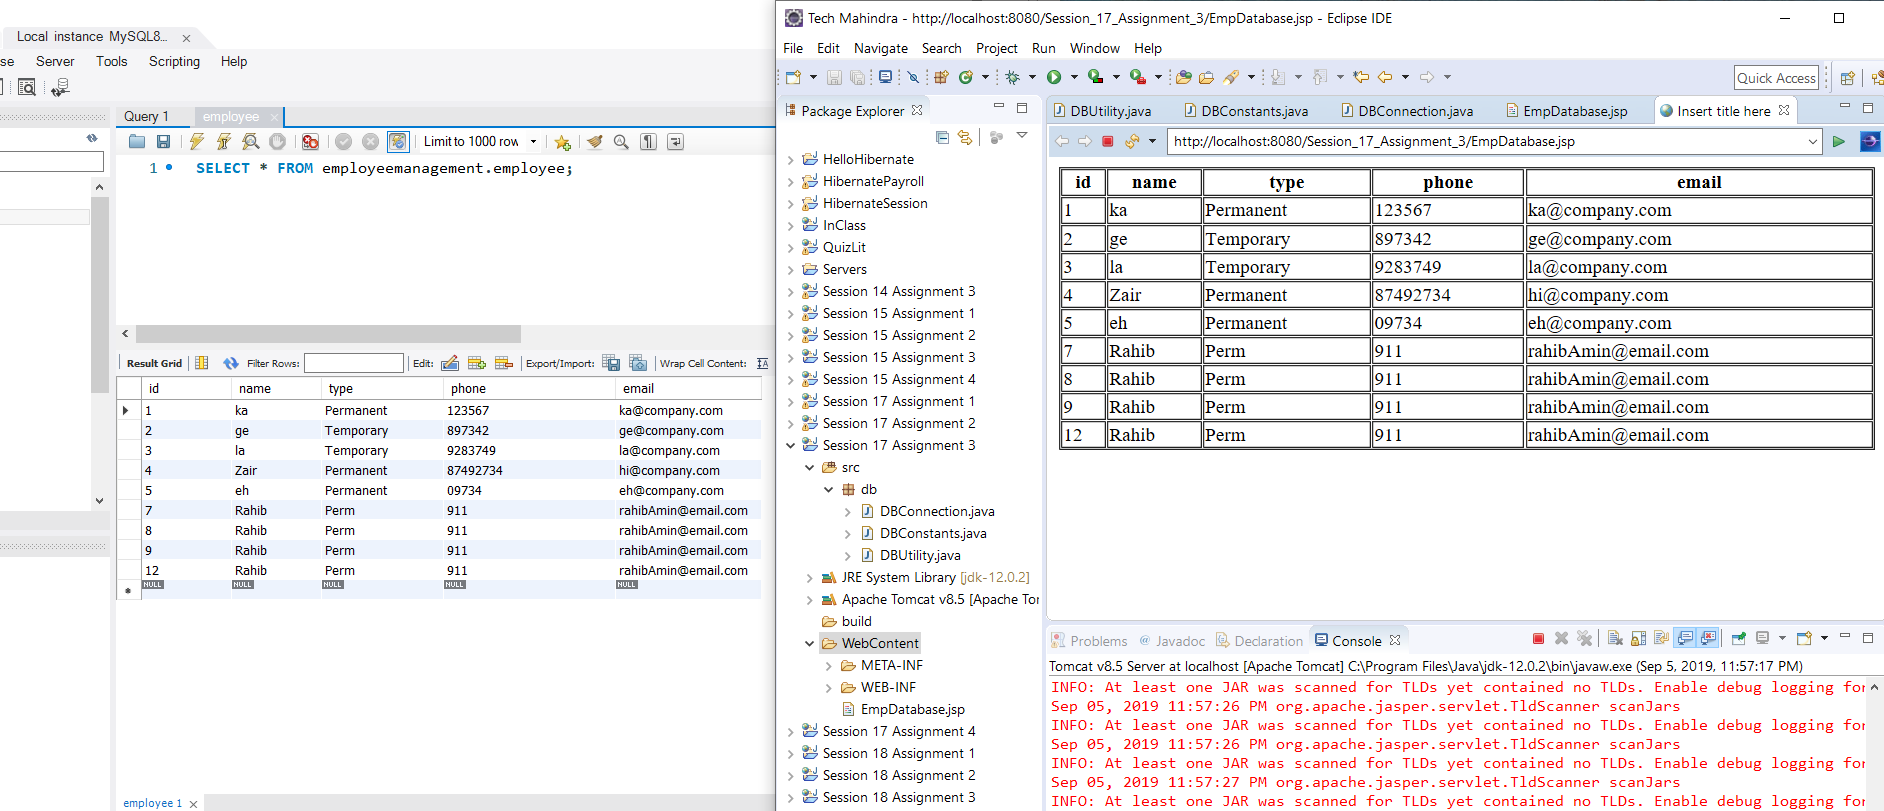 Local instance MySQL8...
se Server Tools Scripting Help
Query 1 employee
Limit to 1000 row
1 SELECT * FROM employeemanagement.employee;
Result Grid Filter Rows: Edit: Export/Import: Wrap Cell Content:
id name type phone email
1 ka Permanent 123567 ka@company.com
2 ge Temporary 897342 ge@company.com
3 la Temporary 9283749 la@company.com
4 Zair Permanent 87492734 hi@company.com
5 eh Permanent 09734 eh@company.com
7 Rahib Perm 911 rahibAmin@email.com
8 Rahib Perm 911 rahibAmin@email.com
9 Rahib Perm 911 rahibAmin@email.com
12 Rahib Perm 911 rahibAmin@email.com
NULL NULL NULL NULL NULL
employee 1
Tech Mahindra - http://localhost:8080/Session_17_Assignment_3/EmpDatabase.jsp - Eclipse IDE
File Edit Navigate Search Project Run Window Help
Quick Access
Package Explorer
HelloHibernate
HibernatePayroll
HibernateSession
InClass
QuizLit
Servers
Session 14 Assignment 3
Session 15 Assignment 1
Session 15 Assignment 2
Session 15 Assignment 3
Session 15 Assignment 4
Session 17 Assignment 1
Session 17 Assignment 2
Session 17 Assignment 3
src
db
DBConnection.java
DBConstants.java
DBUtility.java
JRE System Library [jdk-12.0.2]
Apache Tomcat v8.5 [Apache Tor
build
WebContent
META-INF
WEB-INF
EmpDatabase.jsp
Session 17 Assignment 4
Session 18 Assignment 1
Session 18 Assignment 2
Session 18 Assignment 3
DBUtility.java DBConstants.java DBConnection.java EmpDatabase.jsp Insert title here
http://localhost:8080/Session_17_Assignment_3/EmpDatabase.jsp
id name type phone email
1 ka Permanent 123567 ka@company.com
2 ge Temporary 897342 ge@company.com
3 la Temporary 9283749 la@company.com
4 Zair Permanent 87492734 hi@company.com
5 eh Permanent 09734 eh@company.com
7 Rahib Perm 911 rahibAmin@email.com
8 Rahib Perm 911 rahibAmin@email.com
9 Rahib Perm 911 rahibAmin@email.com
12 Rahib Perm 911 rahibAmin@email.com
Problems Javadoc Declaration Console
Tomcat v8.5 Server at localhost [Apache Tomcat] C:\Program Files\Java\jdk-12.0.2\bin\javaw.exe (Sep 5, 2019, 11:57:17 PM)
INFO: At least one JAR was scanned for TLDs yet contained no TLDs. Enable debug logging for
Sep 05, 2019 11:57:26 PM org.apache.jasper.servlet.TldScanner scanJars
INFO: At least one JAR was scanned for TLDs yet contained no TLDs. Enable debug logging for
Sep 05, 2019 11:57:26 PM org.apache.jasper.servlet.TldScanner scanJars
INFO: At least one JAR was scanned for TLDs yet contained no TLDs. Enable debug logging for
Sep 05, 2019 11:57:27 PM org.apache.jasper.servlet.TldScanner scanJars
INFO: At least one JAR was scanned for TLDs yet contained no TLDs. Enable debug logging for